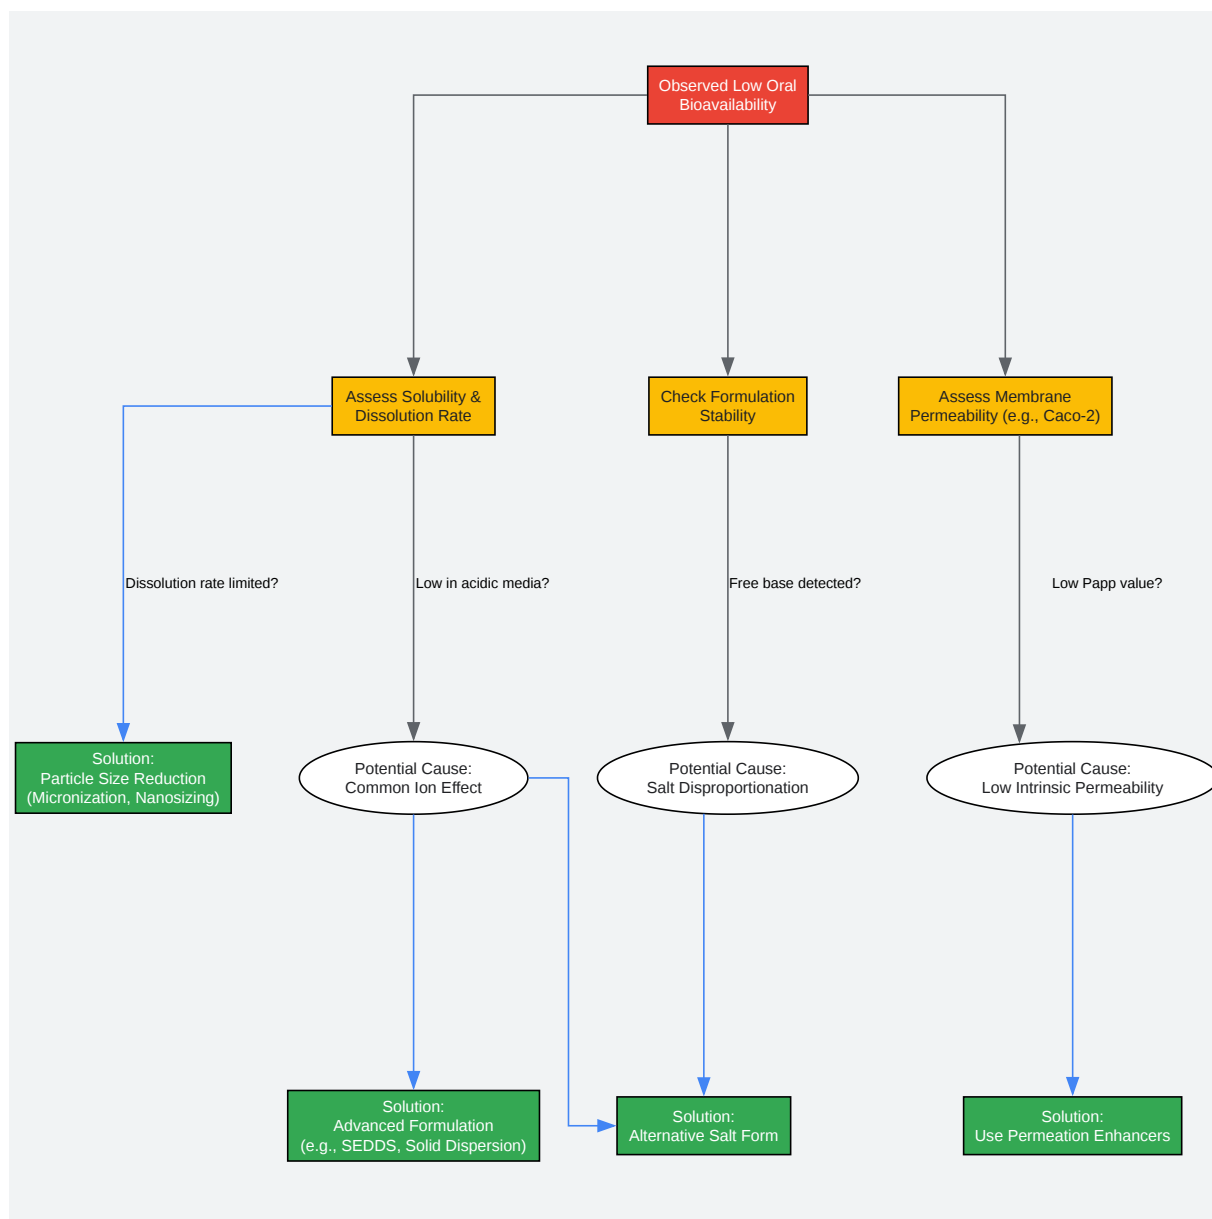 Observed Low Oral
Bioavailability
Assess Solubility &
Dissolution Rate
Check Formulation
Stability
Assess Membrane
Permeability (e.g., Caco-2)
Dissolution rate limited?
Low in acidic media?
Free base detected?
Low Papp value?
Solution:
Particle Size Reduction
(Micronization, Nanosizing)
Potential Cause:
Common Ion Effect
Potential Cause:
Salt Disproportionation
Potential Cause:
Low Intrinsic Permeability
Solution:
Advanced Formulation
(e.g., SEDDS, Solid Dispersion)
Solution:
Alternative Salt Form
Solution:
Use Permeation Enhancers